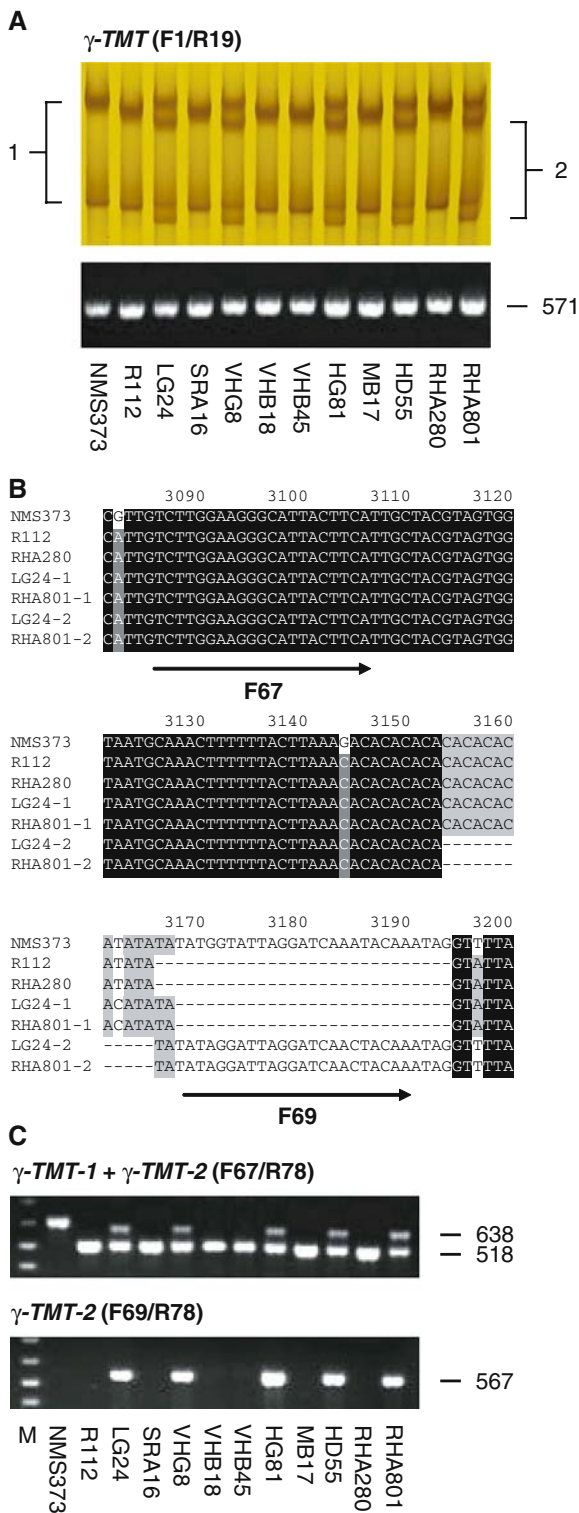 A
γ-TMT (F1/R19)
1
2
571
NMS373
R112
LG24
SRA16
VHG8
VHB18
VHB45
HG81
MB17
HD55
RHA280
RHA801
B
3090 3100 3110 3120
NMS373 CGTTGTCTTGGAAGGGCATTACTTCATTGCTACGTAGTGG
R112 CATTGTCTTGGAAGGGCATTACTTCATTGCTACGTAGTGG
RHA280 CATTGTCTTGGAAGGGCATTACTTCATTGCTACGTAGTGG
LG24-1 CATTGTCTTGGAAGGGCATTACTTCATTGCTACGTAGTGG
RHA801-1 CATTGTCTTGGAAGGGCATTACTTCATTGCTACGTAGTGG
LG24-2 CATTGTCTTGGAAGGGCATTACTTCATTGCTACGTAGTGG
RHA801-2 CATTGTCTTGGAAGGGCATTACTTCATTGCTACGTAGTGG
F67
3130 3140 3150 3160
NMS373 TAATGCAAACTTTTTTACTTAAAGACACACACACACACAC
R112 TAATGCAAACTTTTTTACTTAAACACACACACACACACAC
RHA280 TAATGCAAACTTTTTTACTTAAACACACACACACACACAC
LG24-1 TAATGCAAACTTTTTTACTTAAACACACACACACACACAC
RHA801-1 TAATGCAAACTTTTTTACTTAAACACACACACACACACAC
LG24-2 TAATGCAAACTTTTTTACTTAAACACACACACA-------
RHA801-2 TAATGCAAACTTTTTTACTTAAACACACACACA-------
3170 3180 3190 3200
NMS373 ATATATATATGGTATTAGGATCAAATACAAATAGGTTTTA
R112 ATATA-----------------------------GTATTA
RHA280 ATATA-----------------------------GTATTA
LG24-1 ACATATA---------------------------GTATTA
RHA801-1 ACATATA---------------------------GTATTA
LG24-2 -----TATATAGGATTAGGATCAACTACAAATAGGTTTTA
RHA801-2 -----TATATAGGATTAGGATCAACTACAAATAGGTTTTA
F69
C
γ-TMT-1 + γ-TMT-2 (F67/R78)
638
518
γ-TMT-2 (F69/R78)
567
M
NMS373
R112
LG24
SRA16
VHG8
VHB18
VHB45
HG81
MB17
HD55
RHA280
RHA801